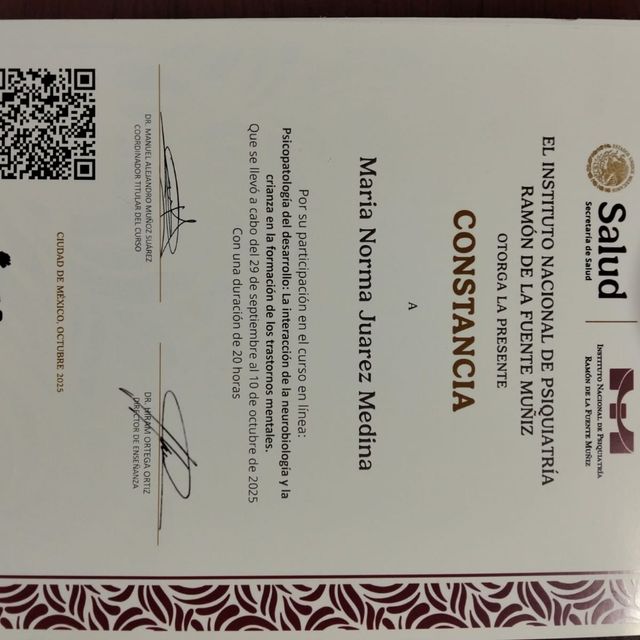 Salud
Secretaría de Salud
INSTITUTO NACIONAL DE PSIQUIATRÍA
RAMÓN DE LA FUENTE MUÑIZ
EL INSTITUTO NACIONAL DE PSIQUIATRÍA
RAMÓN DE LA FUENTE MUÑIZ
OTORGA LA PRESENTE
CONSTANCIA
A
María Norma Juarez Medina
Por su participación en el curso en línea:
Psicopatología del desarrollo: La interacción de la neurobiología y la
crianza en la formación de los trastornos mentales.
Que se llevó a cabo del 29 de septiembre al 10 de octubre de 2025
Con una duración de 20 horas
DR. MANUEL ALEJANDRO MUÑOZ SUÁREZ
COORDINADOR TITULAR DEL CURSO
DR. HIRAM ORTEGA ORTIZ
DIRECTOR DE ENSEÑANZA
CIUDAD DE MÉXICO, OCTUBRE 2025